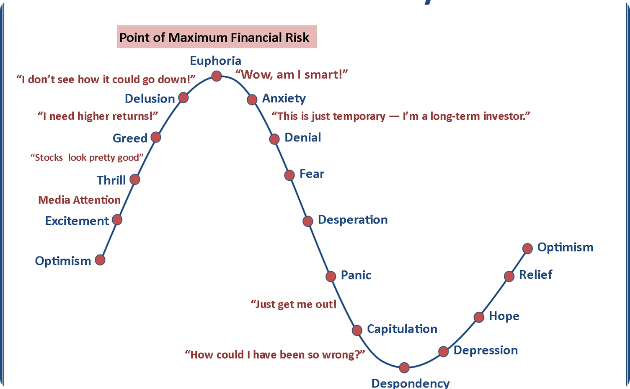 Point of Maximum Financial Risk
Euphoria
"Wow, am I smart!"
"I don't see how it could go down!"
Delusion
Anxiety
"I need higher returns!"
"This is just temporary — I'm a long-term investor."
Greed
Denial
"Stocks look pretty good"
Thrill
Fear
Media Attention
Excitement
Desperation
Optimism
Optimism
Panic
Relief
"Just get me out!
Hope
Capitulation
"How could I have been so wrong?"
Depression
Despondency